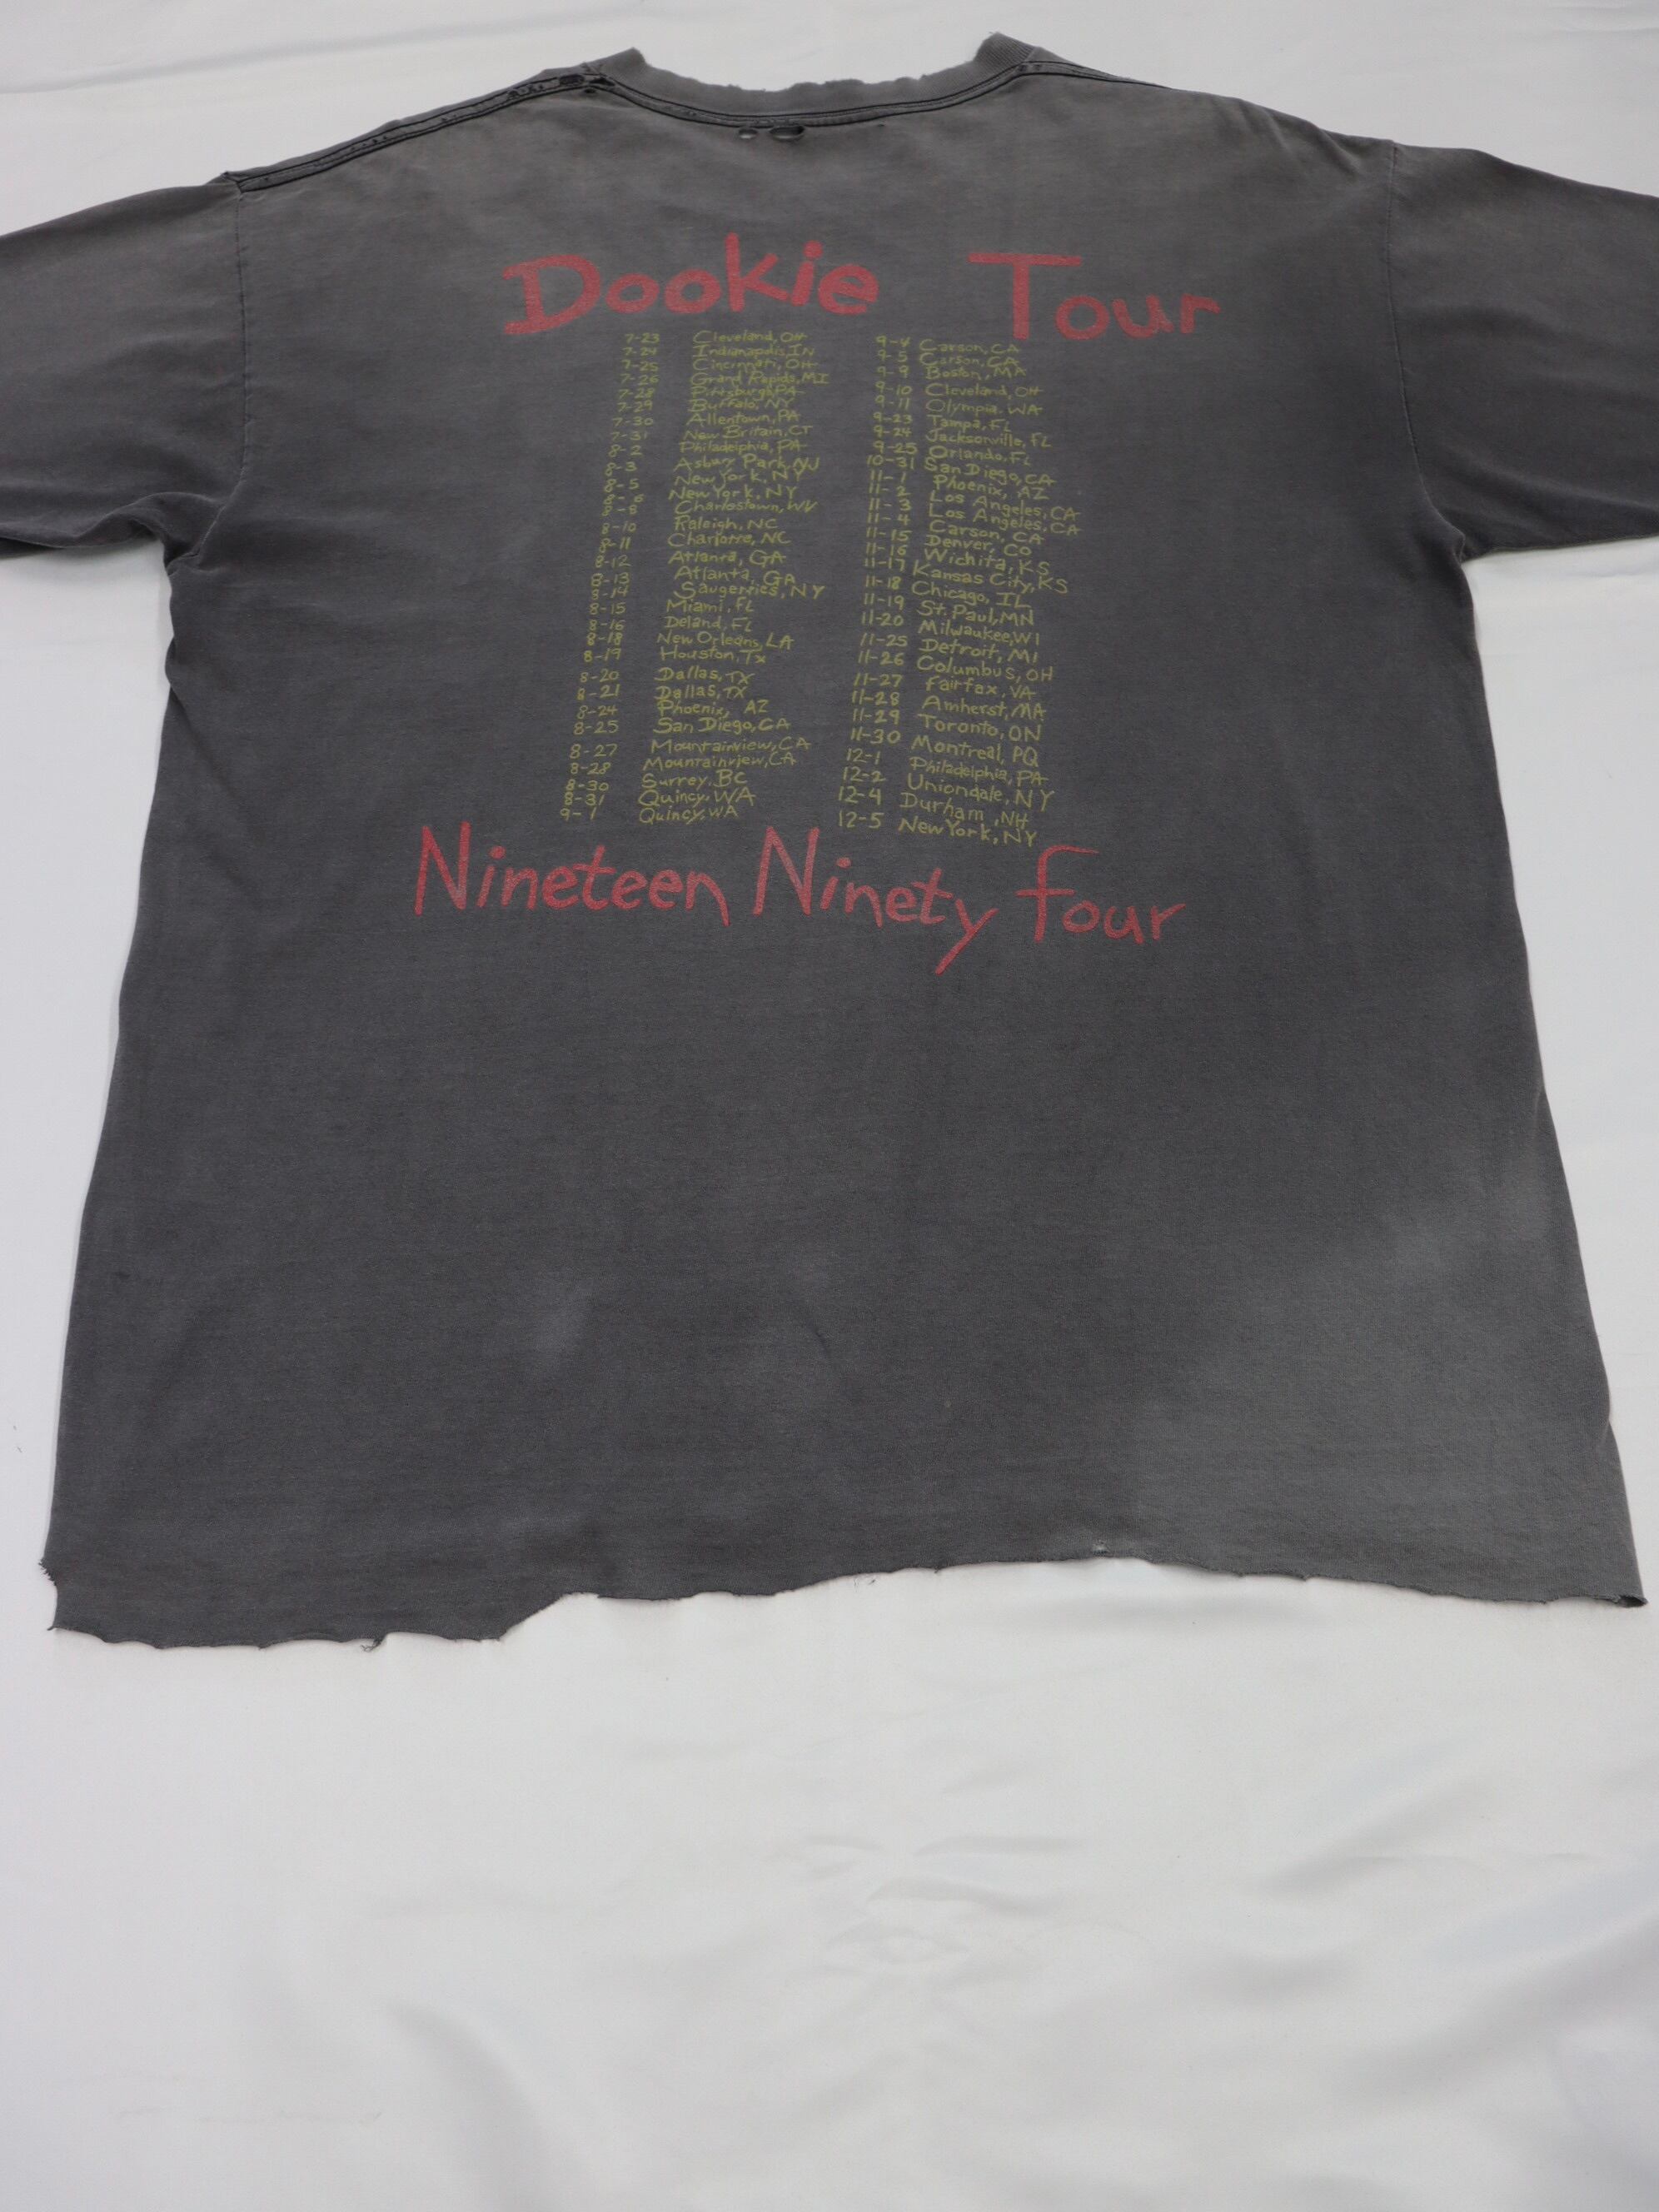 Dookie Tour
7-23 Cleveland, OH
7-24 Indianapolis, IN
7-25 Cincinnati, OH
7-26 Grand Rapids, MI
7-28 Pittsburgh, PA
7-29 Buffalo, NY
7-30 Allentown, PA
7-31 New Britain, CT
8-2 Philadelphia, PA
8-3 Asbury Park, NJ
8-5 New York, NY
8-6 New York, NY
8-8 Charlestown, WV
8-10 Raleigh, NC
8-11 Charlotte, NC
8-12 Atlanta, GA
8-13 Atlanta, GA
8-14 Saugerties, NY
8-15 Miami, FL
8-16 Deland, FL
8-18 New Orleans, LA
8-19 Houston, Tx
8-20 Dallas, TX
8-21 Dallas, TX
8-24 Phoenix, AZ
8-25 San Diego, CA
8-27 Mountainview, CA
8-28 Mountainview, CA
8-30 Surrey, BC
8-31 Quincy, WA
9-1 Quincy, WA
9-4 Carson, CA
9-5 Carson, CA
9-9 Boston, MA
9-10 Cleveland, OH
9-11 Olympia, WA
9-23 Tampa, FL
9-24 Jacksonville, FL
9-25 Orlando, FL
10-31 San Diego, CA
11-1 Phoenix, AZ
11-2 Los Angeles, CA
11-3 Los Angeles, CA
11-4 Carson, CA
11-15 Denver, CO
11-16 Wichita, KS
11-17 Kansas City, KS
11-18 Chicago, IL
11-19 St. Paul, MN
11-20 Milwaukee, WI
11-25 Detroit, MI
11-26 Columbus, OH
11-27 Fairfax, VA
11-28 Amherst, MA
11-29 Toronto, ON
11-30 Montreal, PQ
12-1 Philadelphia, PA
12-2 Uniondale, NY
12-4 Durham, NH
12-5 New York, NY
Nineteen Ninety four